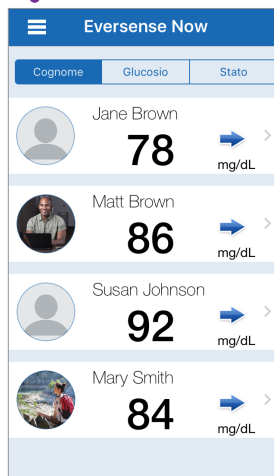 Eversense Now
Cognome Glucosio Stato
Jane Brown
78
mg/dL
Matt Brown
86
mg/dL
Susan Johnson
92
mg/dL
Mary Smith
84
mg/dL